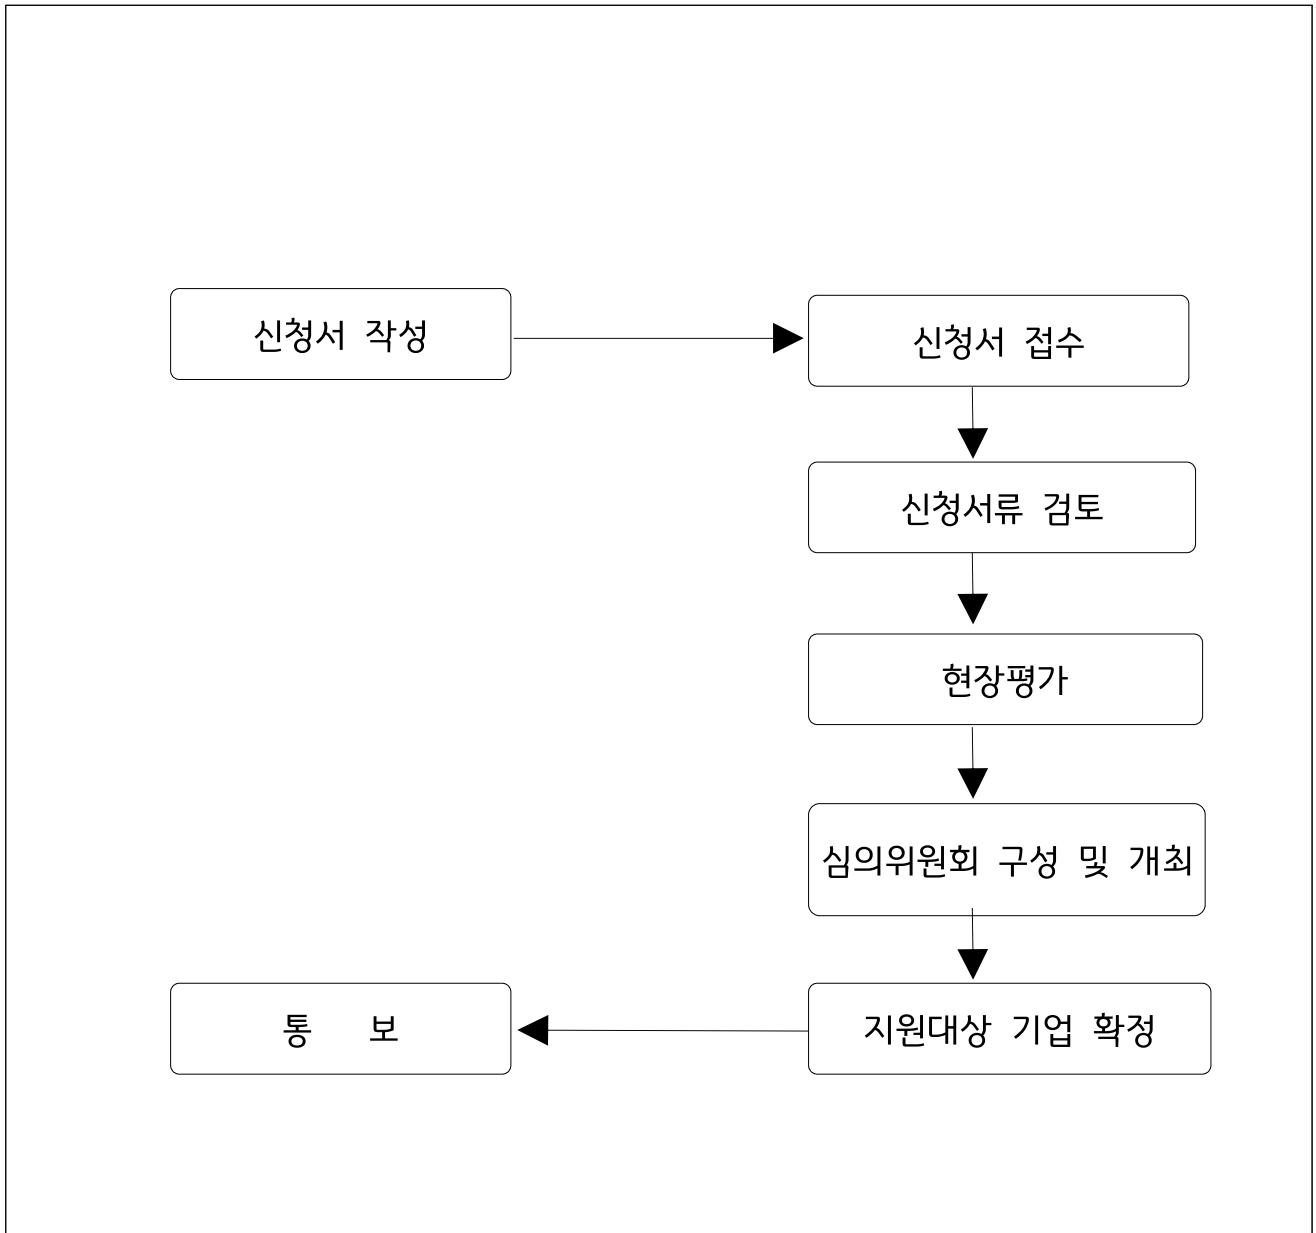 신청서 작성
신청서 접수
신청서류 검토
현장평가
심의위원회 구성 및 개최
지원대상 기업 확정
통 보